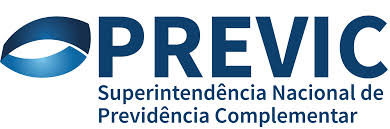 PREVIC
Superintendência Nacional de
Previdência Complementar